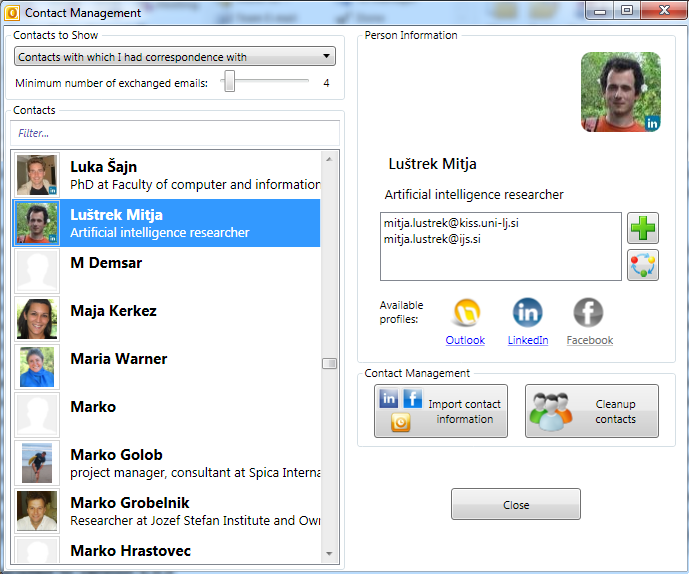 Contact Management
Contacts to Show
Contacts with which I had correspondence with
Minimum number of exchanged emails:
4
Contacts
Filter...
Luka Šajn
PhD at Faculty of computer and information
Luštrek Mitja
Artificial intelligence researcher
M Demsar
Maja Kerkez
Maria Warner
Marko
Marko Golob
project manager, consultant at Spica Interna
Marko Grobelnik
Researcher at Jozef Stefan Institute and Ow
Marko Hrastovec
Person Information
in
Luštrek Mitja
Artificial intelligence researcher
mitja.lustrek@kiss.uni-lj.si
mitja.lustrek@ijs.si
Available
profiles:
Outlook
LinkedIn
Facebook
Contact Management
Import contact
information
Cleanup
contacts
Close